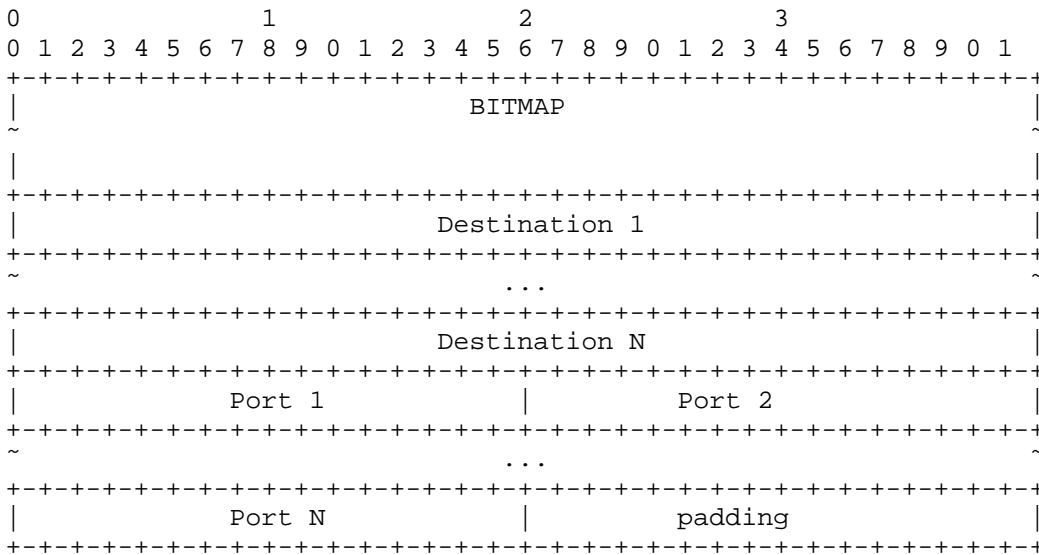 0                   1                   2                   3
0 1 2 3 4 5 6 7 8 9 0 1 2 3 4 5 6 7 8 9 0 1 2 3 4 5 6 7 8 9 0 1
+-+-+-+-+-+-+-+-+-+-+-+-+-+-+-+-+-+-+-+-+-+-+-+-+-+-+-+-+-+-+-+-+
|                            BITMAP                             |
~                                                               ~
|                                                               |
+-+-+-+-+-+-+-+-+-+-+-+-+-+-+-+-+-+-+-+-+-+-+-+-+-+-+-+-+-+-+-+-+
|                          Destination 1                        |
+-+-+-+-+-+-+-+-+-+-+-+-+-+-+-+-+-+-+-+-+-+-+-+-+-+-+-+-+-+-+-+-+
~                              ...                              ~
+-+-+-+-+-+-+-+-+-+-+-+-+-+-+-+-+-+-+-+-+-+-+-+-+-+-+-+-+-+-+-+-+
|                          Destination N                        |
+-+-+-+-+-+-+-+-+-+-+-+-+-+-+-+-+-+-+-+-+-+-+-+-+-+-+-+-+-+-+-+-+
|             Port 1            |         Port 2                |
+-+-+-+-+-+-+-+-+-+-+-+-+-+-+-+-+-+-+-+-+-+-+-+-+-+-+-+-+-+-+-+-+
~                              ...                              ~
+-+-+-+-+-+-+-+-+-+-+-+-+-+-+-+-+-+-+-+-+-+-+-+-+-+-+-+-+-+-+-+-+
|             Port N            |         padding               |
+-+-+-+-+-+-+-+-+-+-+-+-+-+-+-+-+-+-+-+-+-+-+-+-+-+-+-+-+-+-+-+-+